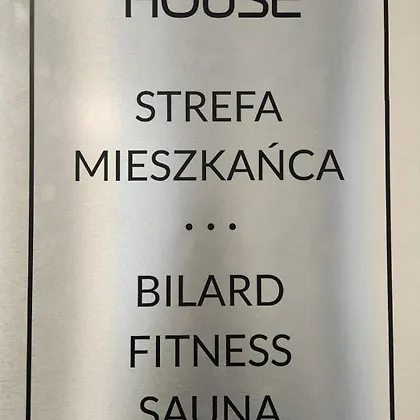 HOUSE
STREFA
MIESZKAŃCA
...
BILARD
FITNESS
SAUNA